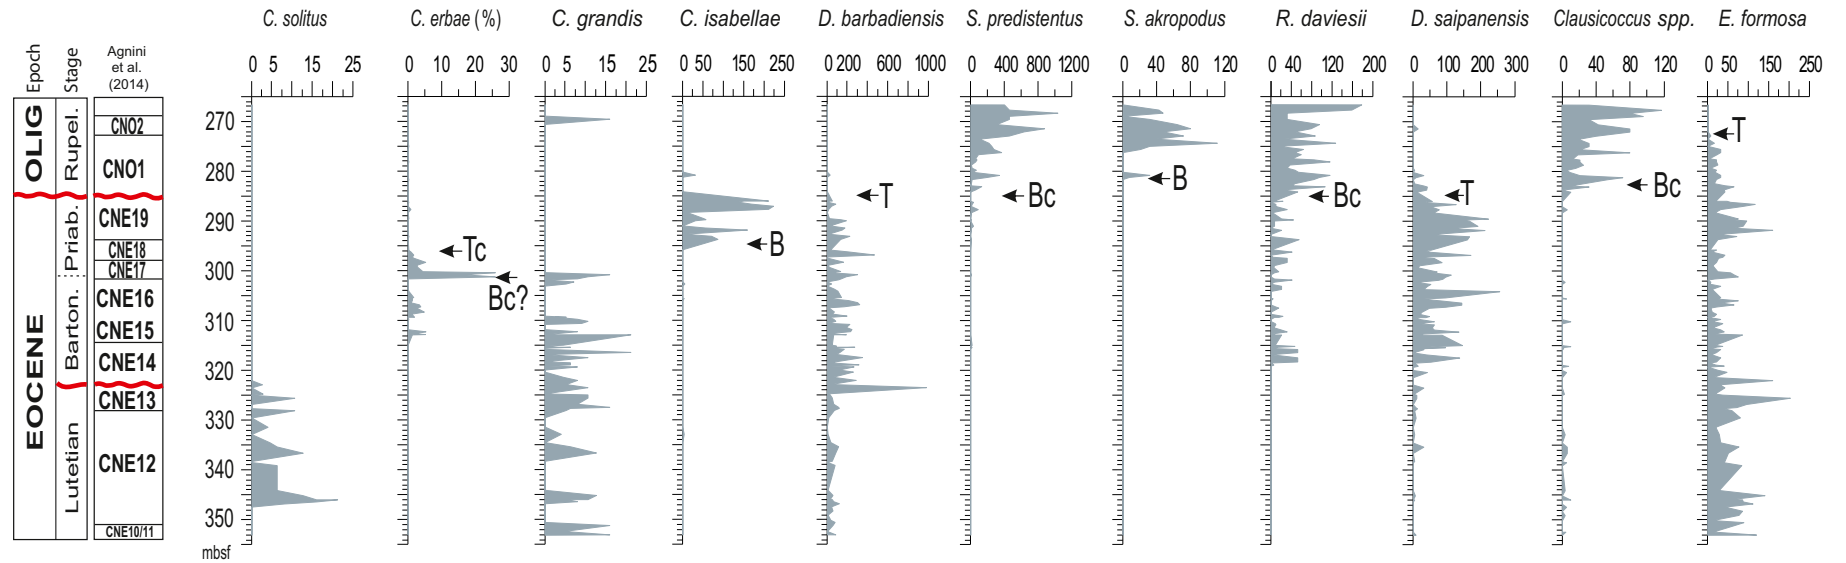 C. solitus
C. erbae (%)
C. grandis
C. isabellae
D. barbadiensis
S. predistentus
S. akropodus
R. daviesii
D. saipanensis
Clausicoccus spp.
E. formosa
Epoch
Stage
Agnini
et al.
(2014)
0 5 15 25
0 10 20 30
0 5 15 25
0 50 150 250
0 200 600 1000
0 400 800 1200
0 40 80 120
0 40 120 200
0 100 200 300
0 40 80 120
0 50 150 250
OLIG
EOCENE
Rupel.
Priab.
Barton.
Lutetian
CNO2
CNO1
CNE19
CNE18
CNE17
CNE16
CNE15
CNE14
CNE13
CNE12
CNE10/11
270
280
290
300
310
320
330
340
350
mbsf
Tc
Bc?
B
T
Bc
B
Bc
T
Bc
T